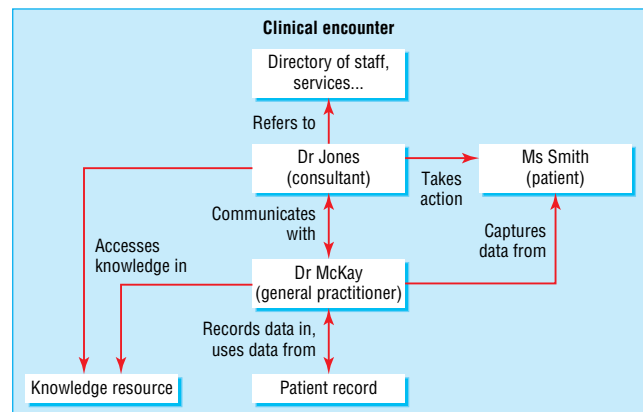 Clinical encounter
Directory of staff,
services...
Refers to
Dr Jones
(consultant)
Takes
action
Ms Smith
(patient)
Communicates
with
Captures
data from
Accesses
knowledge in
Dr McKay
(general practitioner)
Records data in,
uses data from
Knowledge resource
Patient record